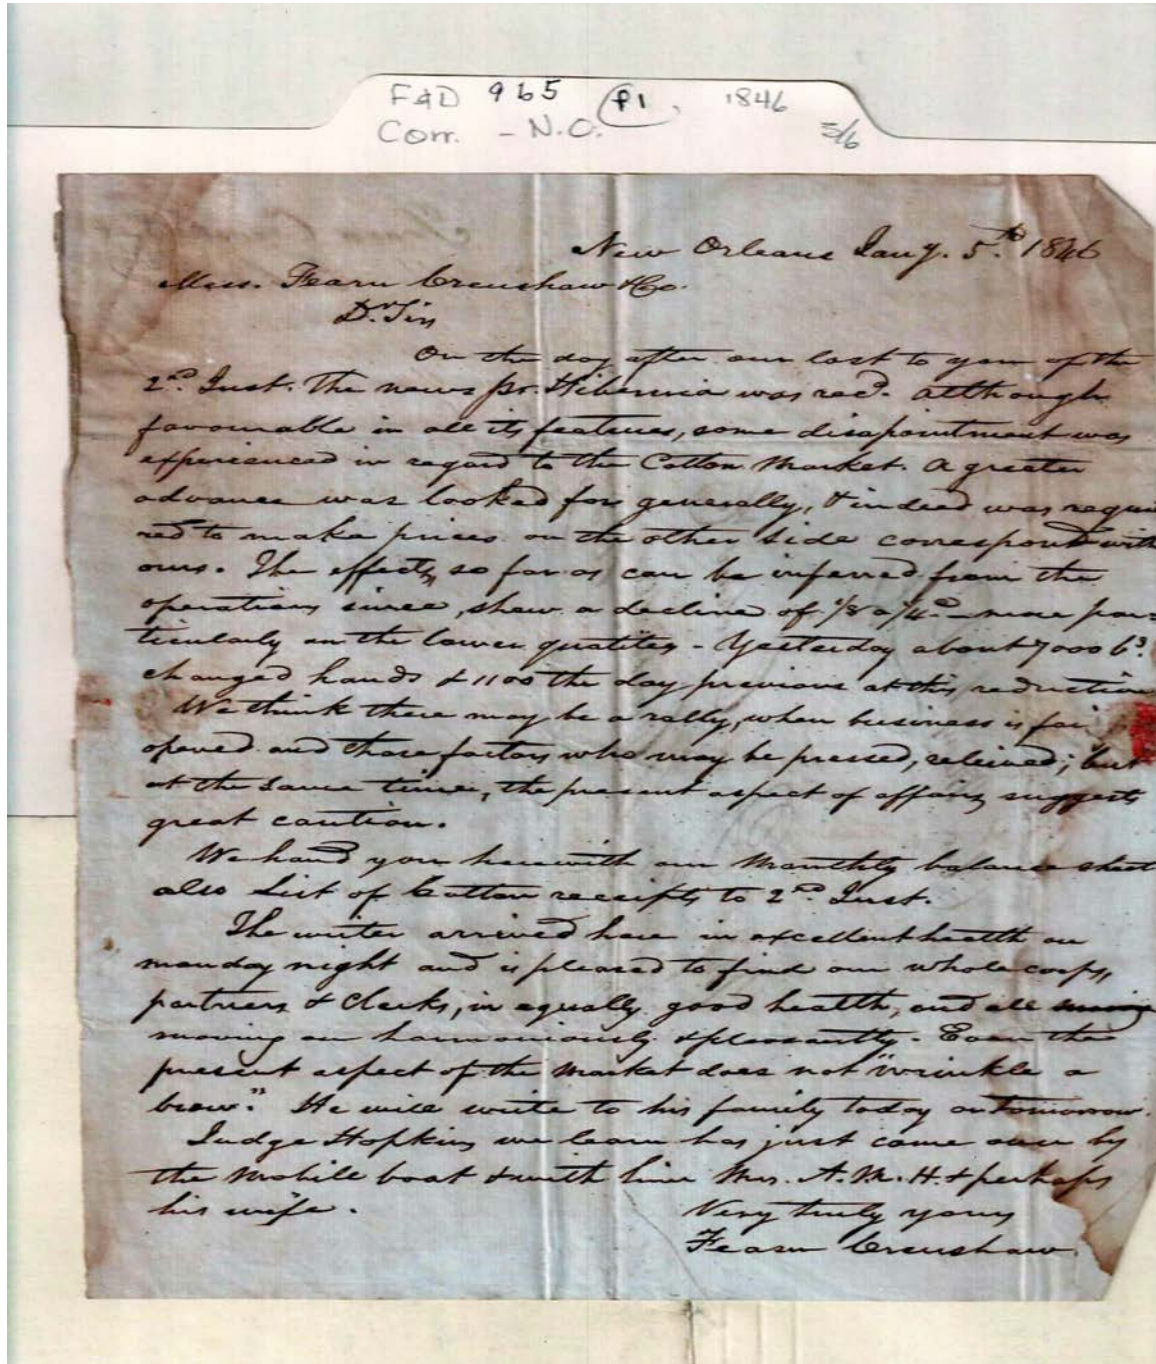 F&D 965 P1, 1846
Corr. - N.O. 3/6
New Orleans Jany. 5th. 1846
Mess. Fearn Crenshaw & Co.
Dr. Sirs
On the day after our last to you of the
2nd Inst. The news pr. Hibernia was recd. Although
favourable in all its features, some disapointment was
experienced in regard to the Cotton Market. A greater
advance was looked for generally, & indeed was requi
red to make prices on the other side correspond with
ours. The effects, so far as can be inferred from the
operations since, shew a decline of 1/8 a 1/4 - more par=
ticularly on the lower qualities - Yesterday about 7000 bs.
changed hands & 1100 the day previous at this reduction
We think there may be a rally, when business is fai
opened and those factors who may be pressed, relieved; but
at the same time, the present aspect of affairs suggests
great caution.
We hand you herewith our Monthly balance sheet
also List of Cotton receipts to 2nd. Inst.
The writer arrived here in excellent health on
monday night and is pleased to find our whole corps,
partners & Clerks, in equally good health, and all
moving on harmoniously & pleasantly. Even the
present aspect of the market does not "wrinkle a
brow." He will write to his family today or tomorrow.
Judge Hopkins we learn has just come over by
the Mobile boat & with him Mrs. A. M. H. & perhaps
his wife.
Very truly yours
Fearn Crenshaw